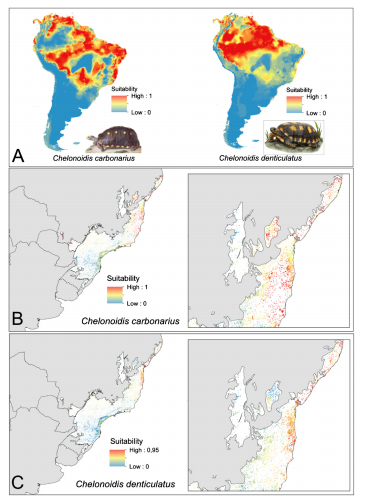 Suitability
High : 1
Low : 0
Suitability
High : 1
Low : 0
A
Chelonoidis carbonarius
Chelonoidis denticulatus
Suitability
High : 1
Low : 0
B
Chelonoidis carbonarius
Suitability
High : 0,95
Low : 0
C
Chelonoidis denticulatus